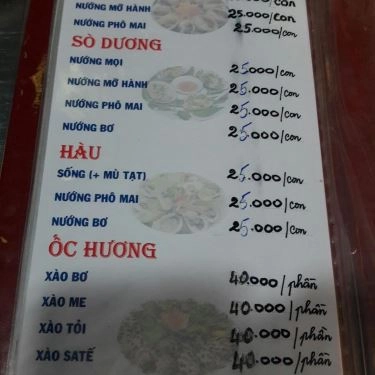 NƯỚNG MỠ HÀNH 25.000/con
NƯỚNG PHÔ MAI 25.000/con
SÒ DƯƠNG
NƯỚNG MỌI 25.000/con
NƯỚNG MỠ HÀNH 25.000/con
NƯỚNG PHÔ MAI 25.000/con
NƯỚNG BƠ 25.000/con
HÀU
SỐNG (+ MÙ TẠT) 25.000/con
NƯỚNG PHÔ MAI 25.000/con
NƯỚNG BƠ 25.000/con
ỐC HƯƠNG
XÀO BƠ 40.000/phần
XÀO ME 40.000/phần
XÀO TỎI 40.000/phần
XÀO SATẾ 40.000/phần